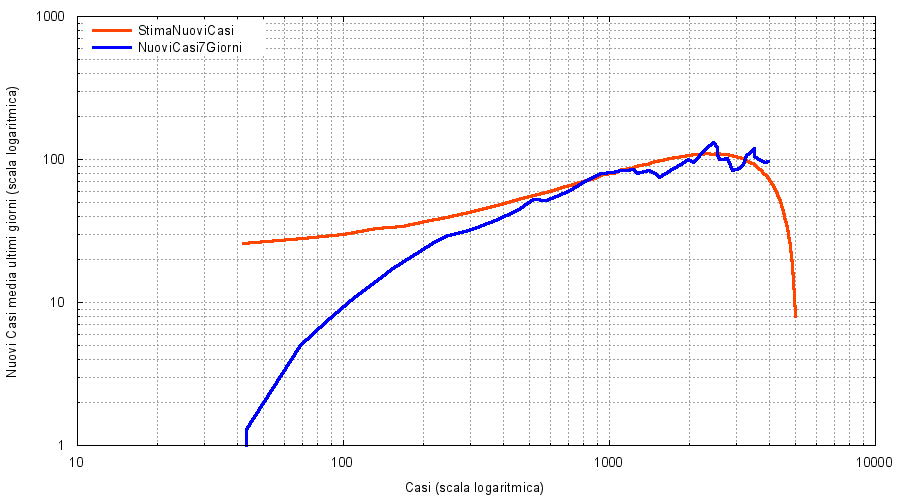 1000
StimaNuoviCasi
NuoviCasi7Giorni
100
10
1
10
100
1000
10000
Nuovi Casi media ultimi giorni (scala logaritmica)
Casi (scala logaritmica)